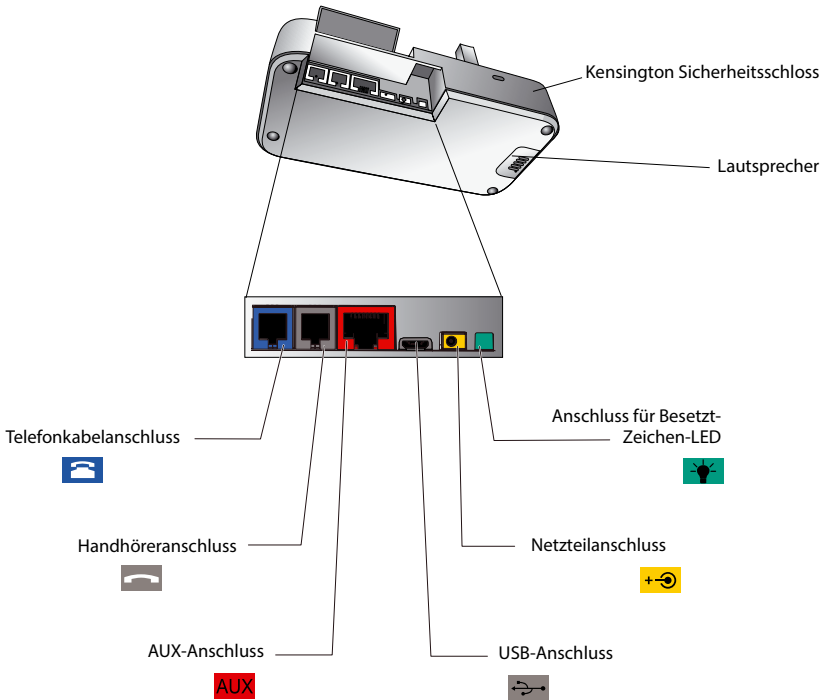 Kensington Sicherheitsschloss
Lautsprecher
Anschluss für Besetzt-
Zeichen-LED
Telefonkabelanschluss
Handhöreranschluss
Netzteilanschluss
AUX-Anschluss
USB-Anschluss
AUX